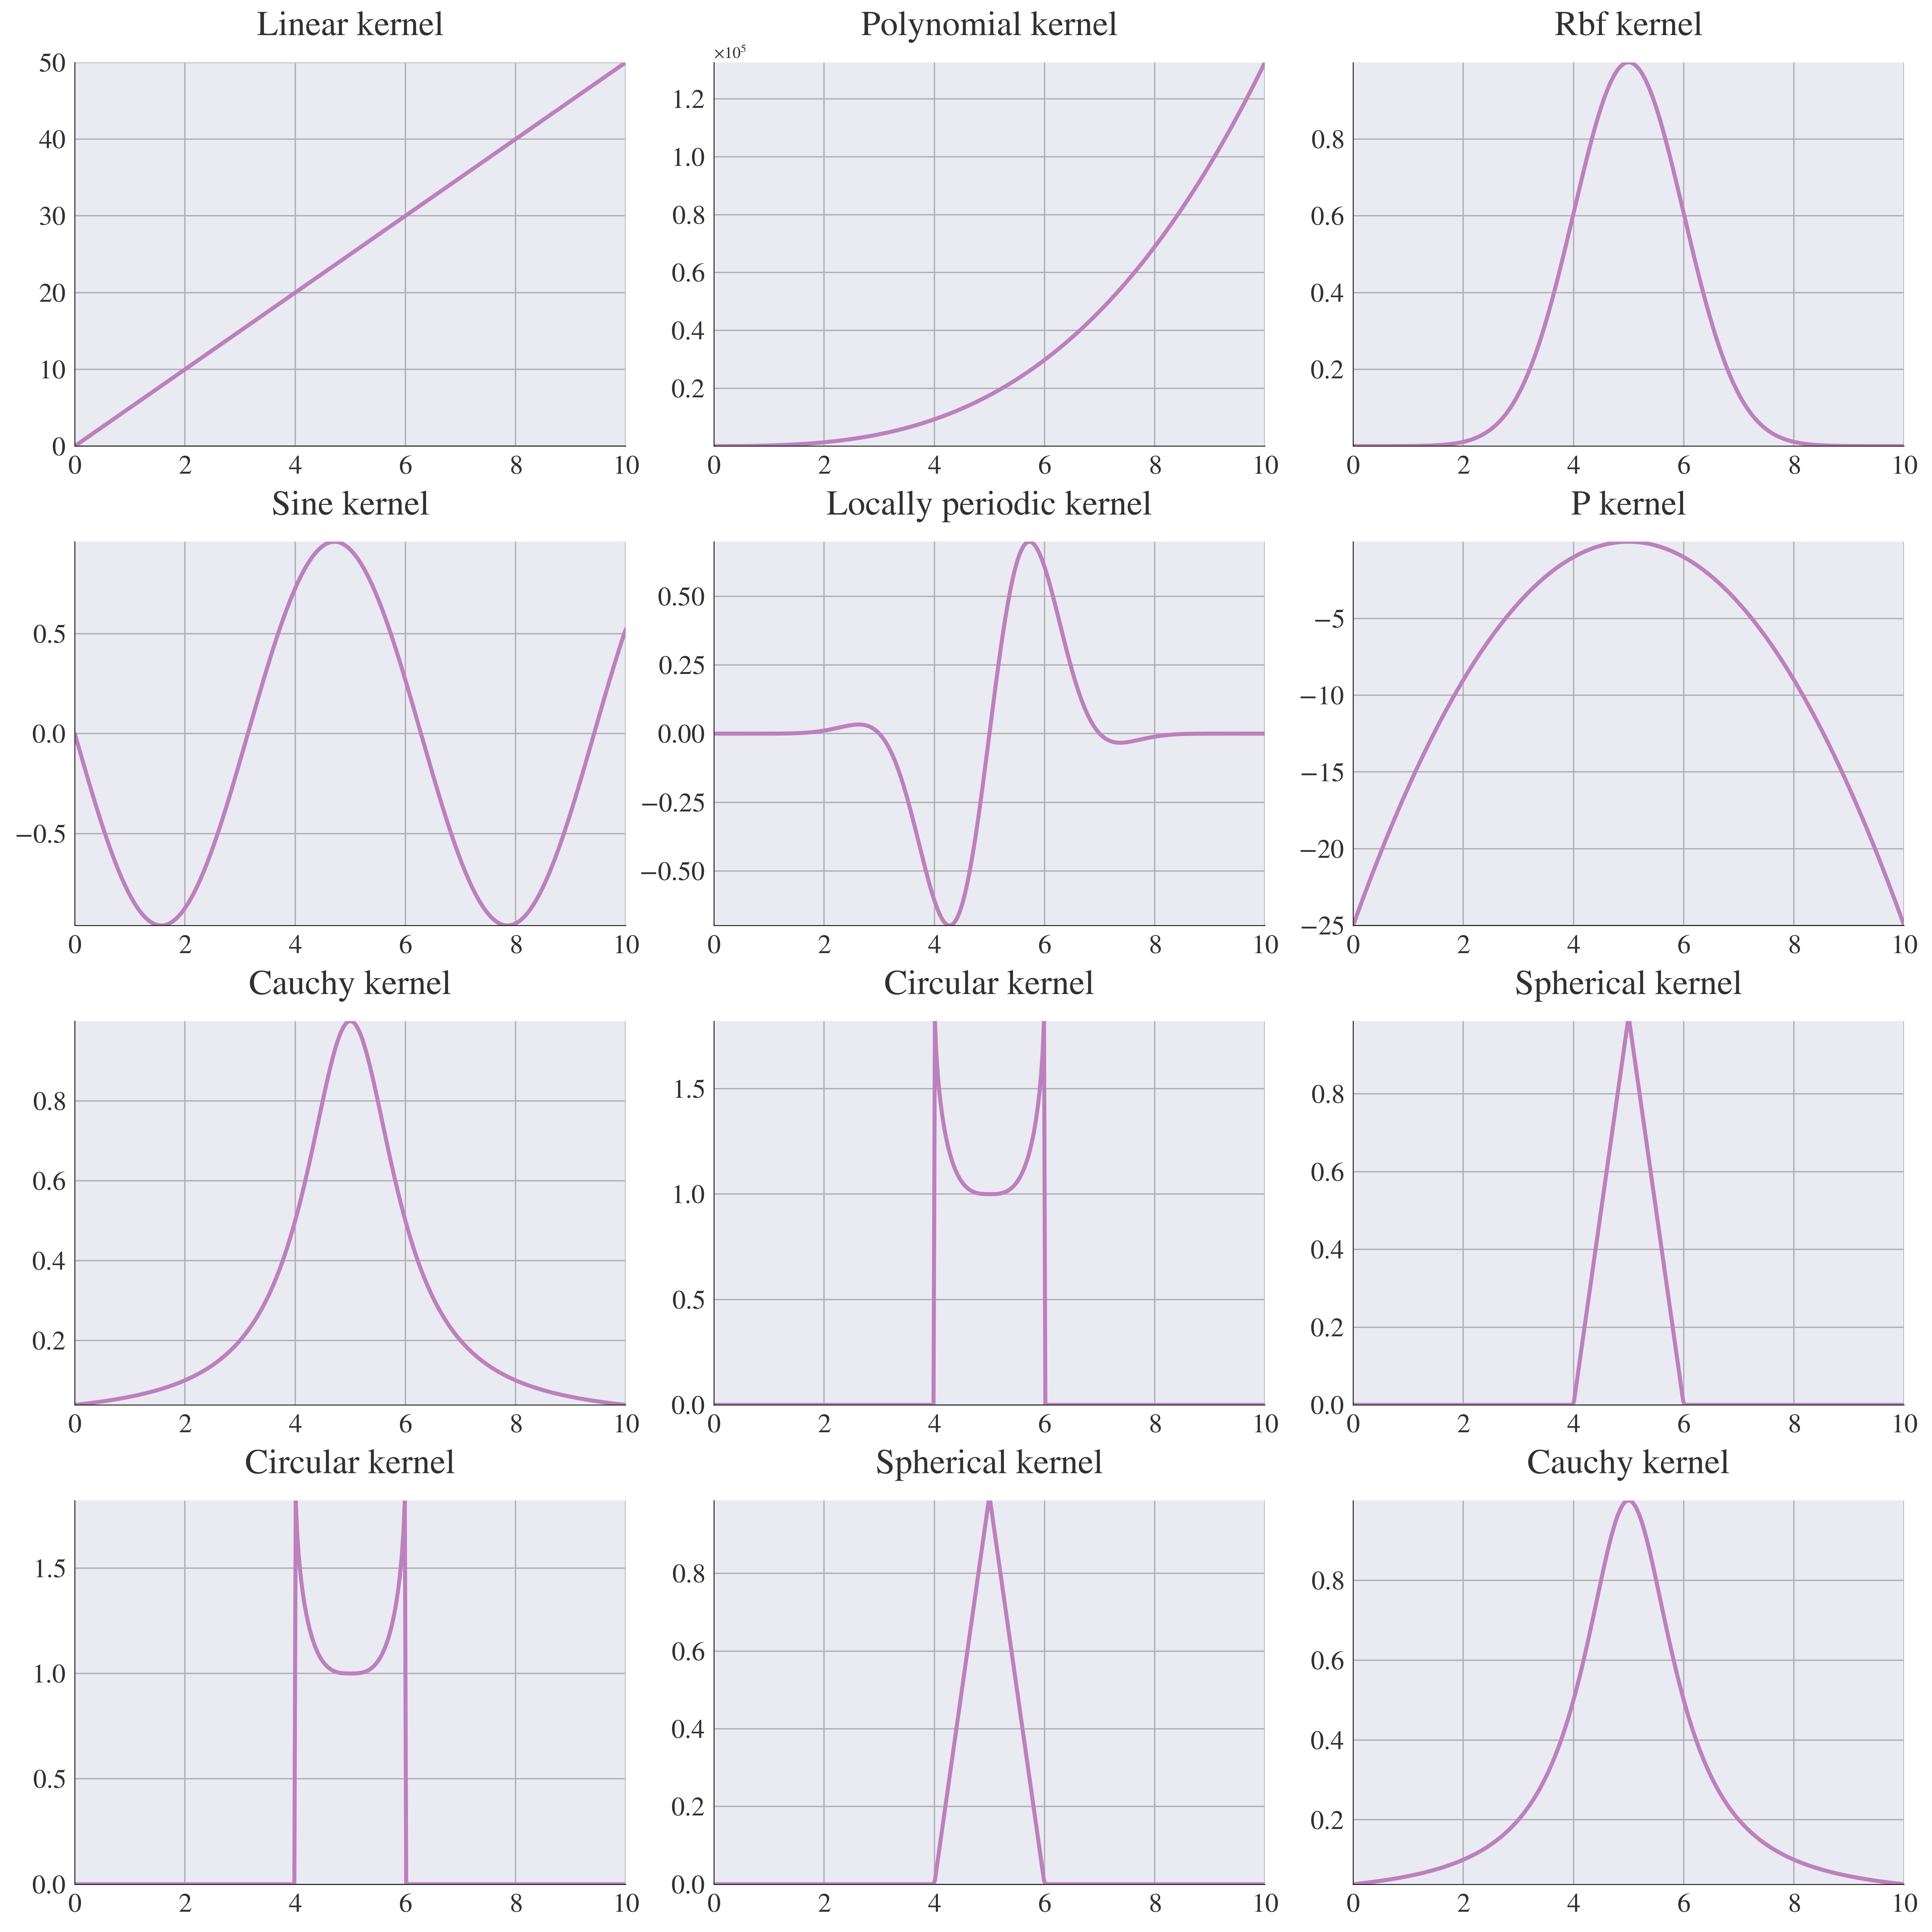 Linear kernel
50
40
30
20
10
0
0 2 4 6 8 10
Polynomial kernel
×10⁵
1.2
1.0
0.8
0.6
0.4
0.2
0 2 4 6 8 10
Rbf kernel
0.8
0.6
0.4
0.2
0 2 4 6 8 10
Sine kernel
0.5
0.0
−0.5
0 2 4 6 8 10
Locally periodic kernel
0.50
0.25
0.00
−0.25
−0.50
0 2 4 6 8 10
P kernel
−5
−10
−15
−20
−25
0 2 4 6 8 10
Cauchy kernel
0.8
0.6
0.4
0.2
0 2 4 6 8 10
Circular kernel
1.5
1.0
0.5
0.0
0 2 4 6 8 10
Spherical kernel
0.8
0.6
0.4
0.2
0.0
0 2 4 6 8 10
Circular kernel
1.5
1.0
0.5
0.0
0 2 4 6 8 10
Spherical kernel
0.8
0.6
0.4
0.2
0.0
0 2 4 6 8 10
Cauchy kernel
0.8
0.6
0.4
0.2
0 2 4 6 8 10